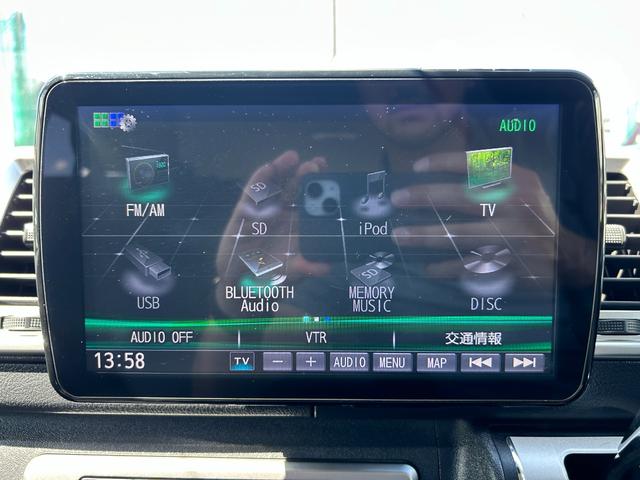 AUDIO
FM/AM
SD
iPod
TV
USB
BLUETOOTH
Audio
MEMORY
MUSIC
DISC
AUDIO OFF
VTR
交通情報
13:58
TV
−
+
AUDIO
MENU
MAP